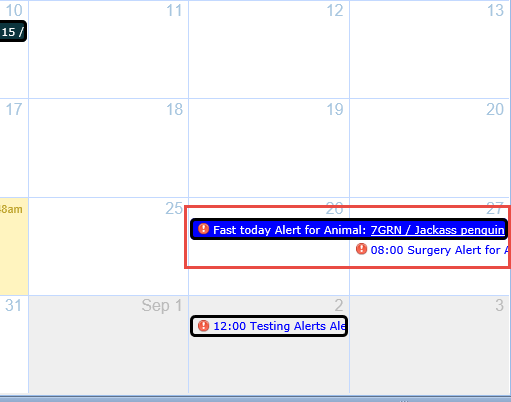 10 11 12 13
15 /
17 18 19 20
48am 25 26 27
Fast today Alert for Animal: 7GRN / Jackass penguin
08:00 Surgery Alert for A
31 Sep 1 2 3
12:00 Testing Alerts Ale